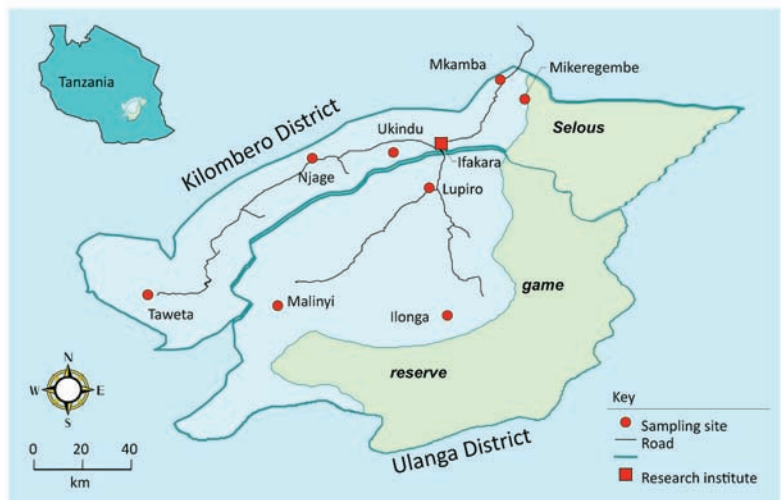 Tanzania
Kilombero District
Mkamba
Mikeregembe
Ukindu
Selous
Njage
Ifakara
Lupiro
game
Taweta
Malinyi
Ilonga
reserve
N
W E
S
0 20 40
km
Ulanga District
Key
Sampling site
Road
Research institute